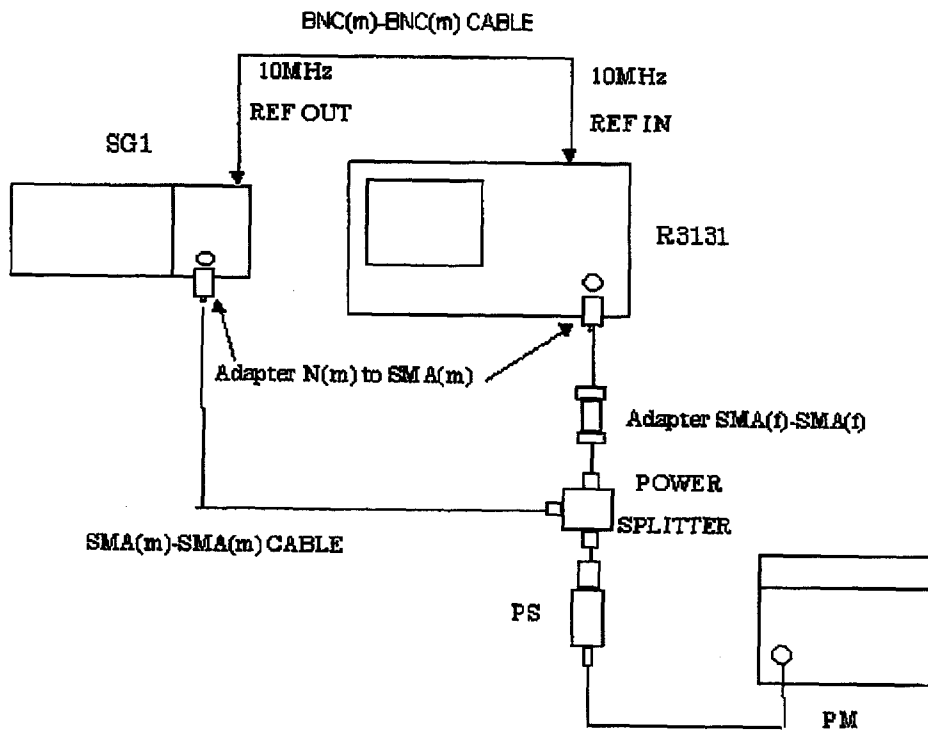 BNC(m)-BNC(m) CABLE
10MHz
REF OUT
10MHz
REF IN
SG1
R3131
Adapter N(m) to SMA(m)
Adapter SMA(f)-SMA(f)
POWER
SPLITTER
SMA(m)-SMA(m) CABLE
PS
PM